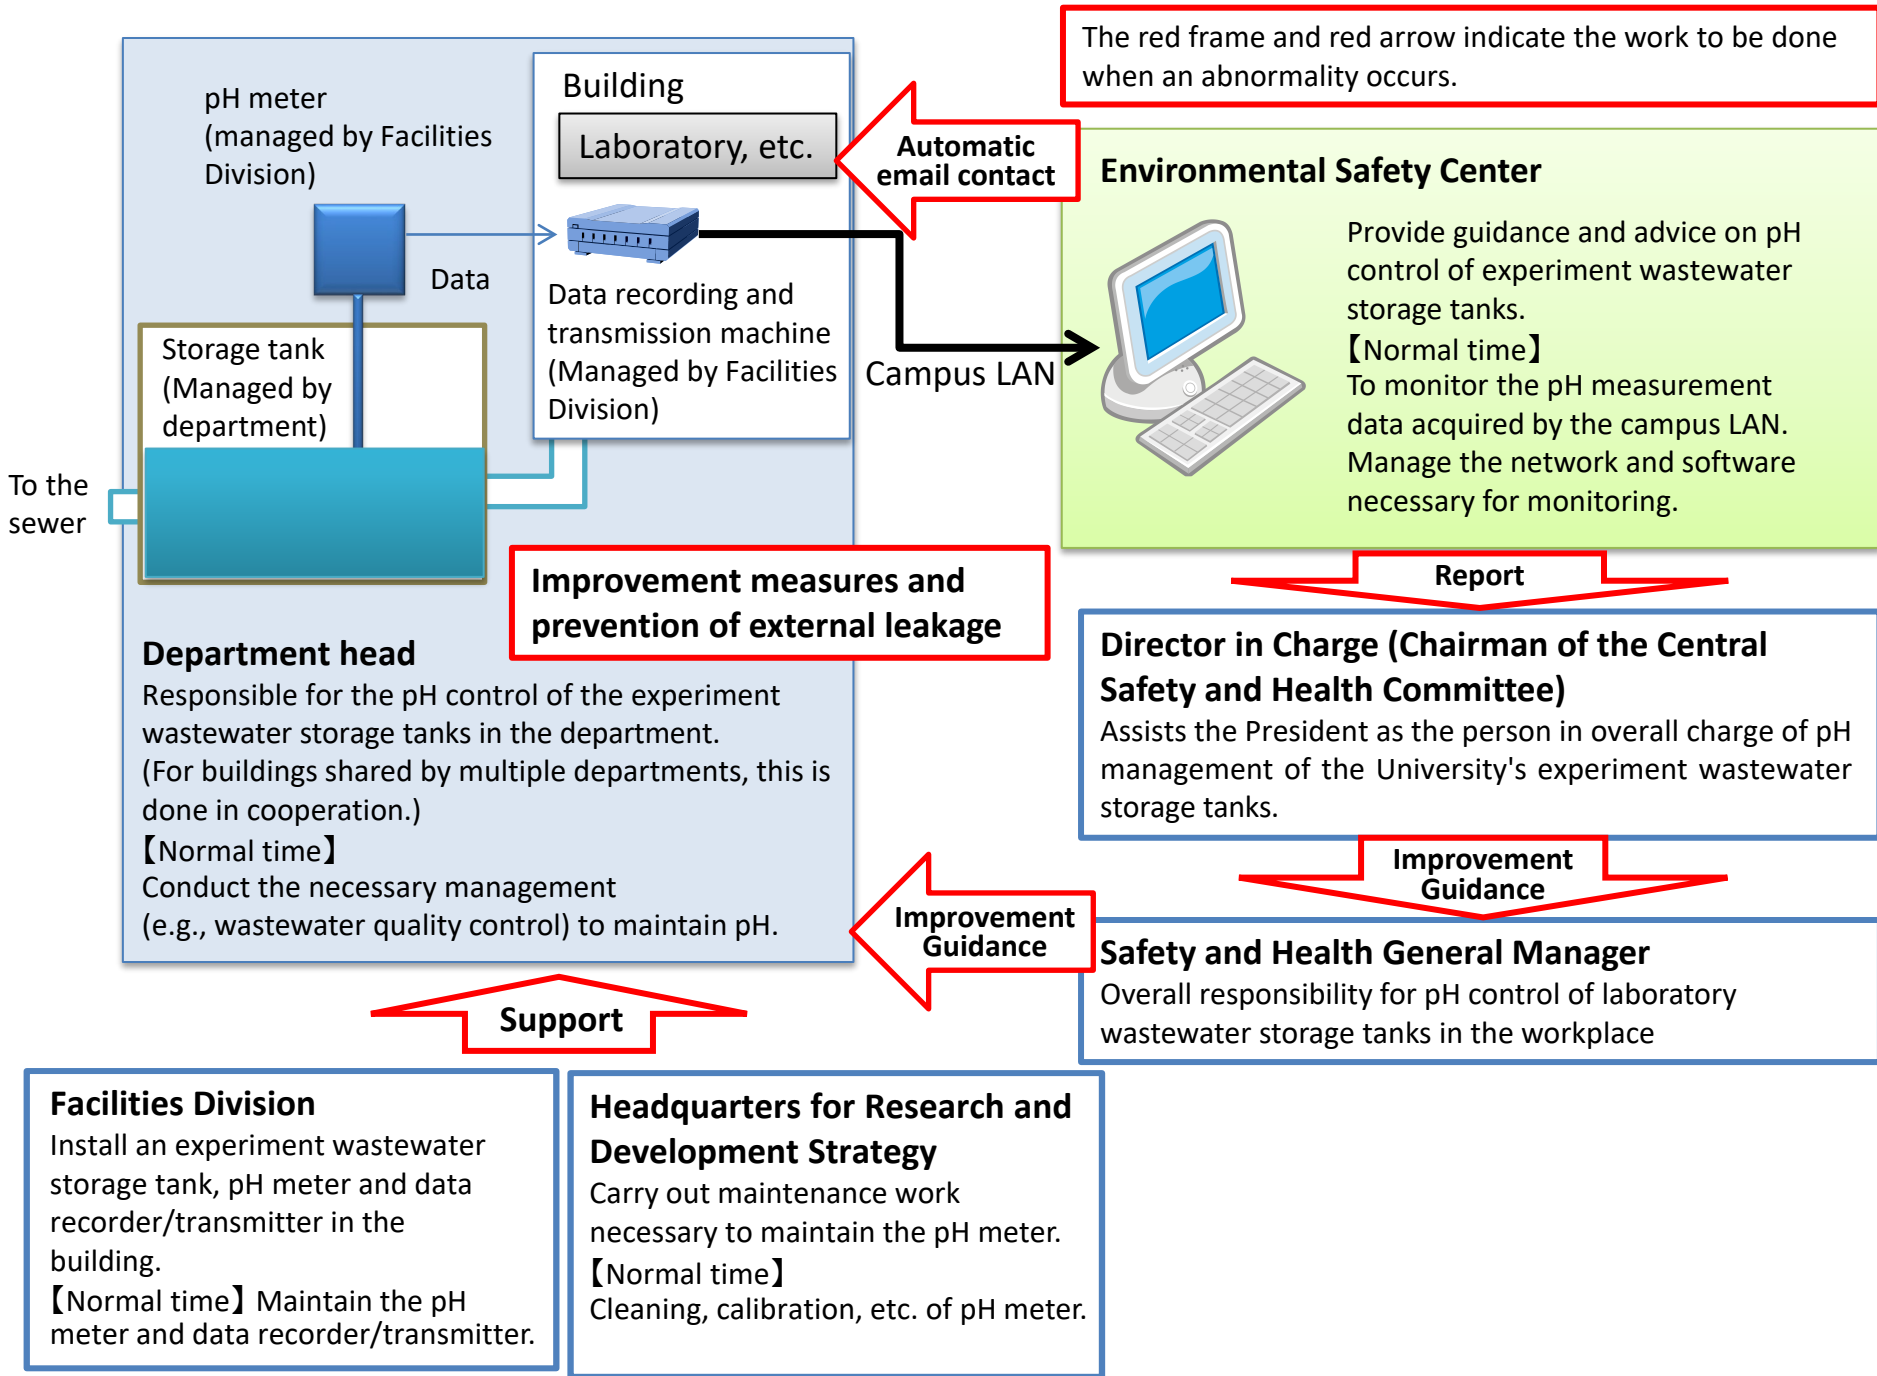 The red frame and red arrow indicate the work to be done
when an abnormality occurs.
pH meter
(managed by Facilities
Division)
Building
Laboratory, etc.
Automatic
email contact
Data
Data recording and
transmission machine
(Managed by Facilities
Division)
Campus LAN
Storage tank
(Managed by
department)
To the
sewer
Environmental Safety Center
Provide guidance and advice on pH
control of experiment wastewater
storage tanks.
【Normal time】
To monitor the pH measurement
data acquired by the campus LAN.
Manage the network and software
necessary for monitoring.
Improvement measures and
prevention of external leakage
Report
Department head
Responsible for the pH control of the experiment
wastewater storage tanks in the department.
(For buildings shared by multiple departments, this is
done in cooperation.)
【Normal time】
Conduct the necessary management
(e.g., wastewater quality control) to maintain pH.
Director in Charge (Chairman of the Central
Safety and Health Committee)
Assists the President as the person in overall charge of pH
management of the University's experiment wastewater
storage tanks.
Improvement
Guidance
Improvement
Guidance
Safety and Health General Manager
Overall responsibility for pH control of laboratory
wastewater storage tanks in the workplace
Support
Facilities Division
Install an experiment wastewater
storage tank, pH meter and data
recorder/transmitter in the
building.
【Normal time】 Maintain the pH
meter and data recorder/transmitter.
Headquarters for Research and
Development Strategy
Carry out maintenance work
necessary to maintain the pH meter.
【Normal time】
Cleaning, calibration, etc. of pH meter.